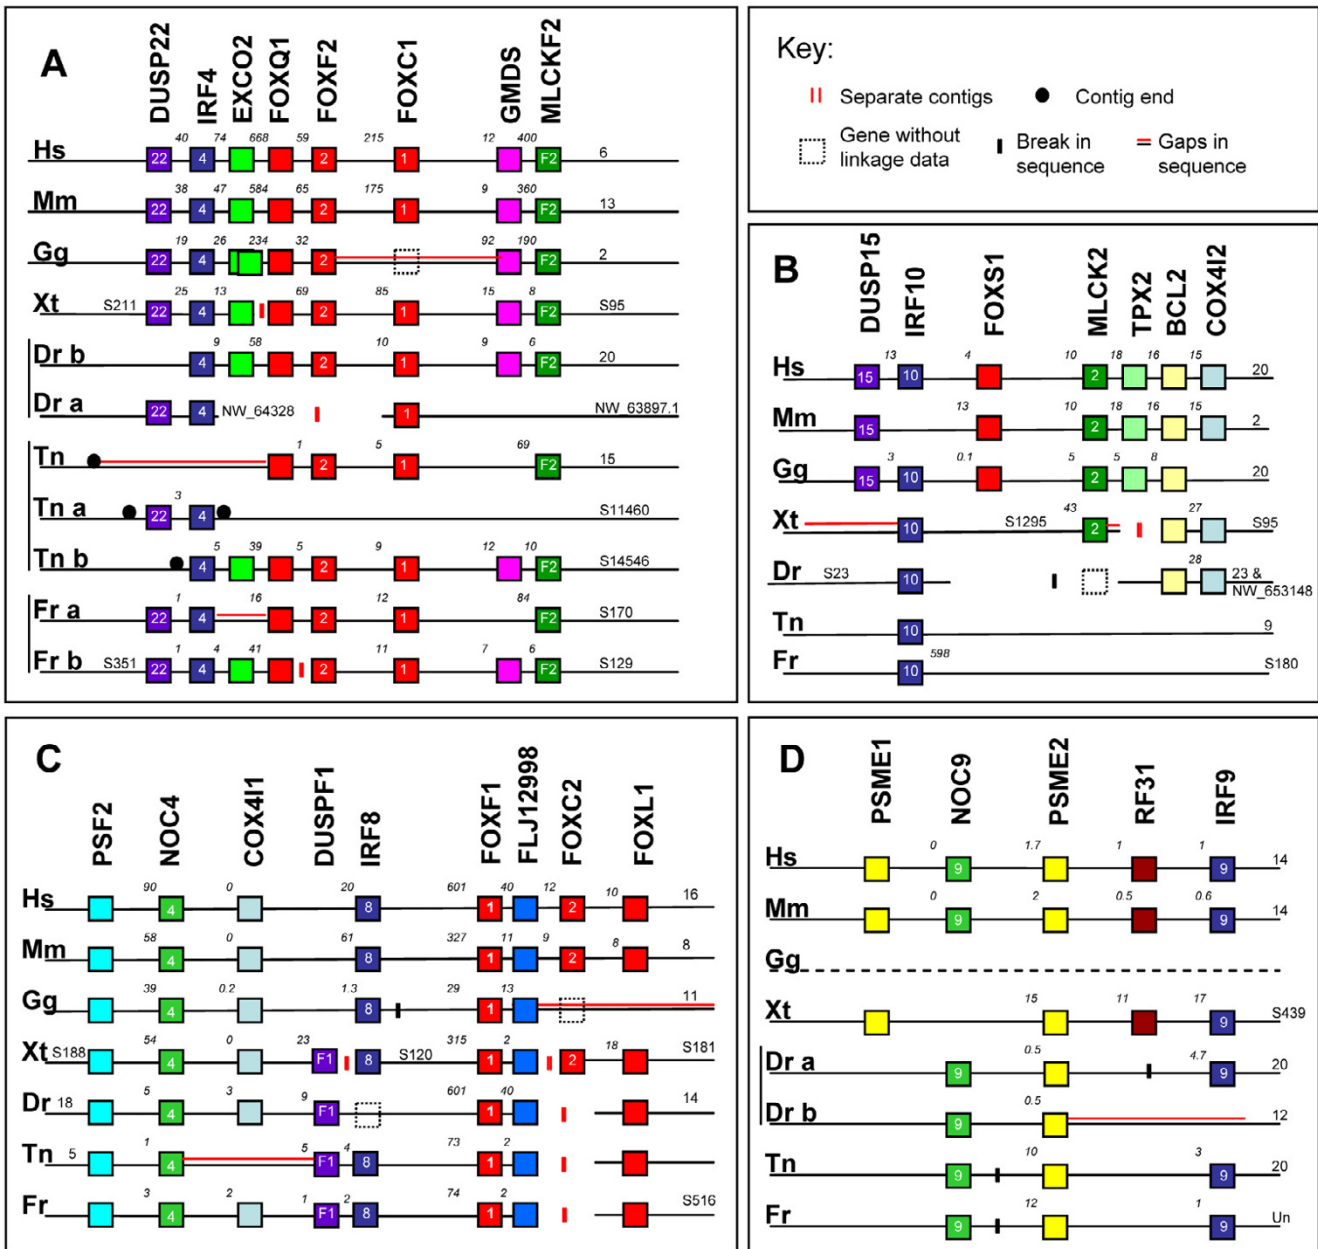 A
DUSP22 IRF4 EXCO2 FOXQ1 FOXF2 FOXC1 GMDS MLCKF2
40 74 668 59 215 12 400
Hs 22 4 2 1 F2 6
38 47 584 65 175 9 360
Mm 22 4 2 1 F2 13
19 26 234 32 92 190
Gg 22 4 2 F2 2
25 13 69 85 15 8
Xt S211 22 4 2 1 F2 S95
9 58 10 9 6
Dr b 4 2 1 F2 20
Dr a 22 4 NW_64328 1 NW_63897.1
1 5 69
Tn 2 1 F2 15
3
Tn a 22 4 S11460
5 39 5 9 12 10
Tn b 4 2 1 F2 S14546
1 16 12 84
Fr a 22 4 2 1 F2 S170
1 4 41 11 7 6
Fr b S351 22 4 2 1 F2 S129
Key:
Separate contigs
Contig end
Gene without
linkage data
Break in
sequence
Gaps in
sequence
B
DUSP15 IRF10 FOXS1 MLCK2 TPX2 BCL2 COX4I2
13 4 10 18 16 15
Hs 15 10 2 20
13 10 18 16 15
Mm 15 2 2
3 0.1 5 5 8
Gg 15 10 2 20
43 27
Xt 10 S1295 2 S95
28
Dr S23 10 23 &
NW_653148
Tn 10 9
598
Fr 10 S180
C
PSF2 NOC4 COX4I1 DUSPF1 IRF8 FOXF1 FLJ12998 FOXC2 FOXL1
90 0 20 601 40 12 10
Hs 4 8 1 2 16
58 0 61 327 11 9 8
Mm 4 8 1 2 8
39 0.2 1.3 29 13
Gg 4 8 1 11
54 0 23 315 2 18
Xt S188 4 F1 8 S120 1 2 S181
5 3 9 601 40
Dr 18 4 F1 1 14
1 5 4 73 2
Tn 5 4 F1 8 1
3 2 1 2 74 2
Fr 4 F1 8 1 S516
D
PSME1 NOC9 PSME2 RF31 IRF9
0 1.7 1 1
Hs 9 9 14
0 2 0.5 0.6
Mm 9 9 14
Gg
15 11 17
Xt 9 S439
0.5 4.7
Dr a 9 9 20
0.5
Dr b 9 12
10 3
Tn 9 9 20
12 1
Fr 9 9 Un